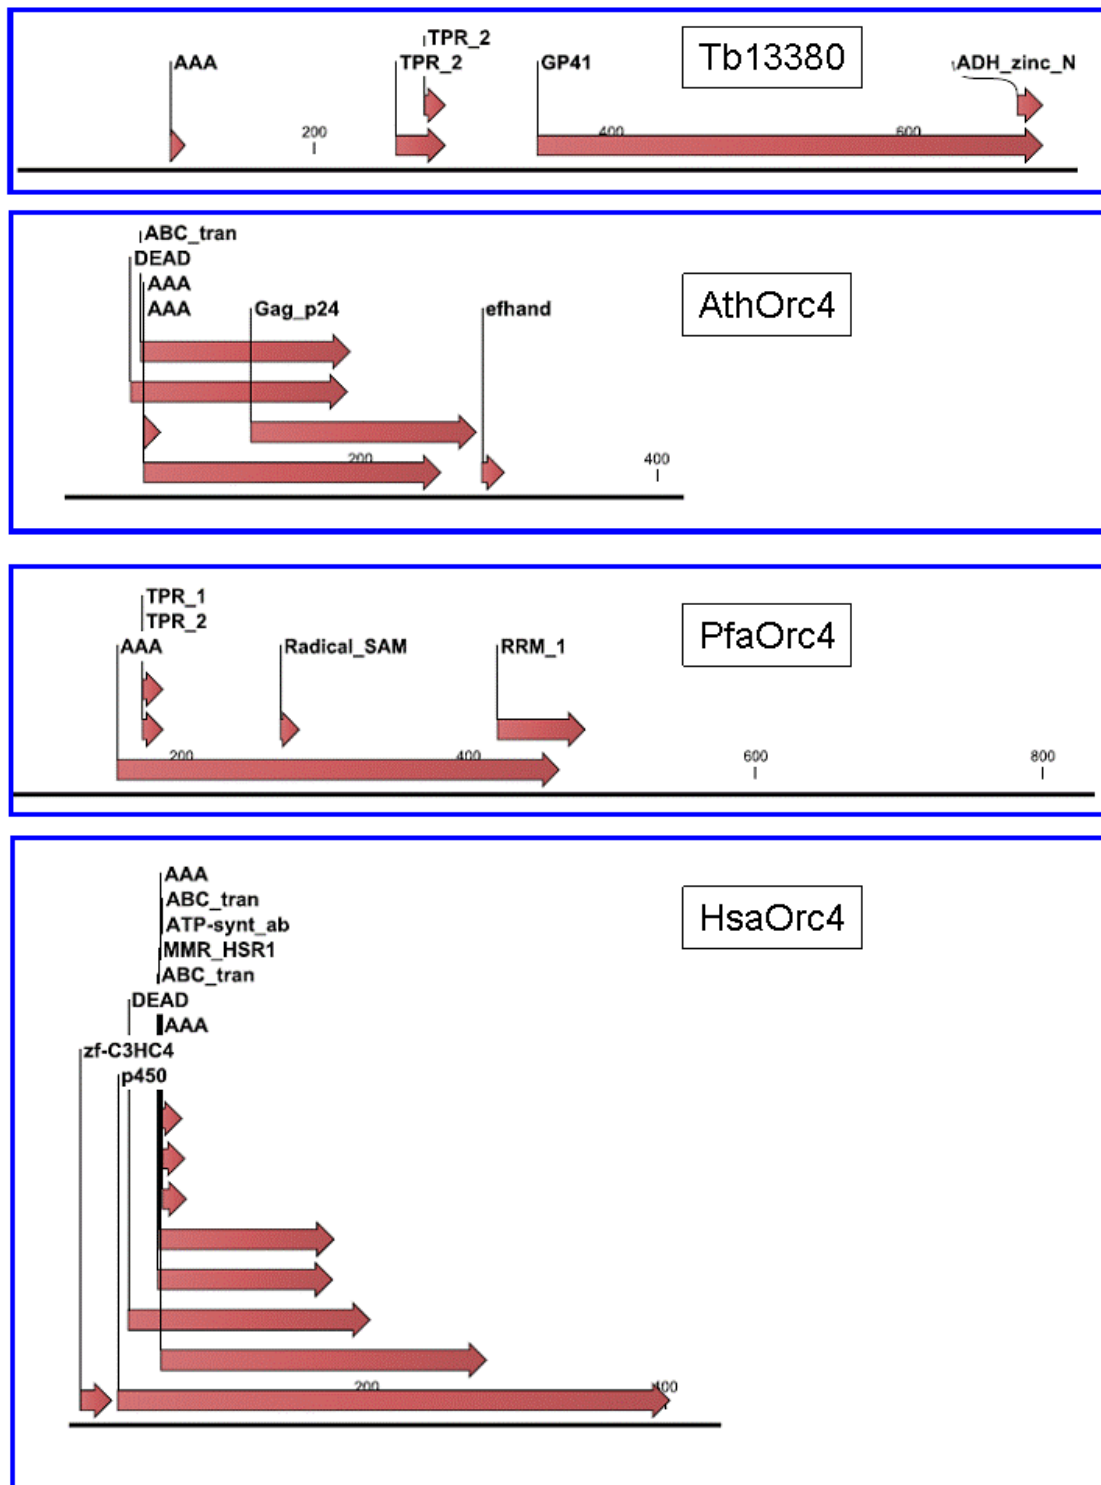 TPR_2
AAA
TPR_2
GP41
Tb13380
ADH_zinc_N
200
400
600
ABC_tran
DEAD
AAA
AAA
Gag_p24
efhand
AthOrc4
200
400
TPR_1
TPR_2
AAA
Radical_SAM
RRM_1
PfaOrc4
200
400
600
800
AAA
ABC_tran
ATP-synt_ab
MMR_HSR1
ABC_tran
DEAD
AAA
zf-C3HC4
p450
HsaOrc4
200
400